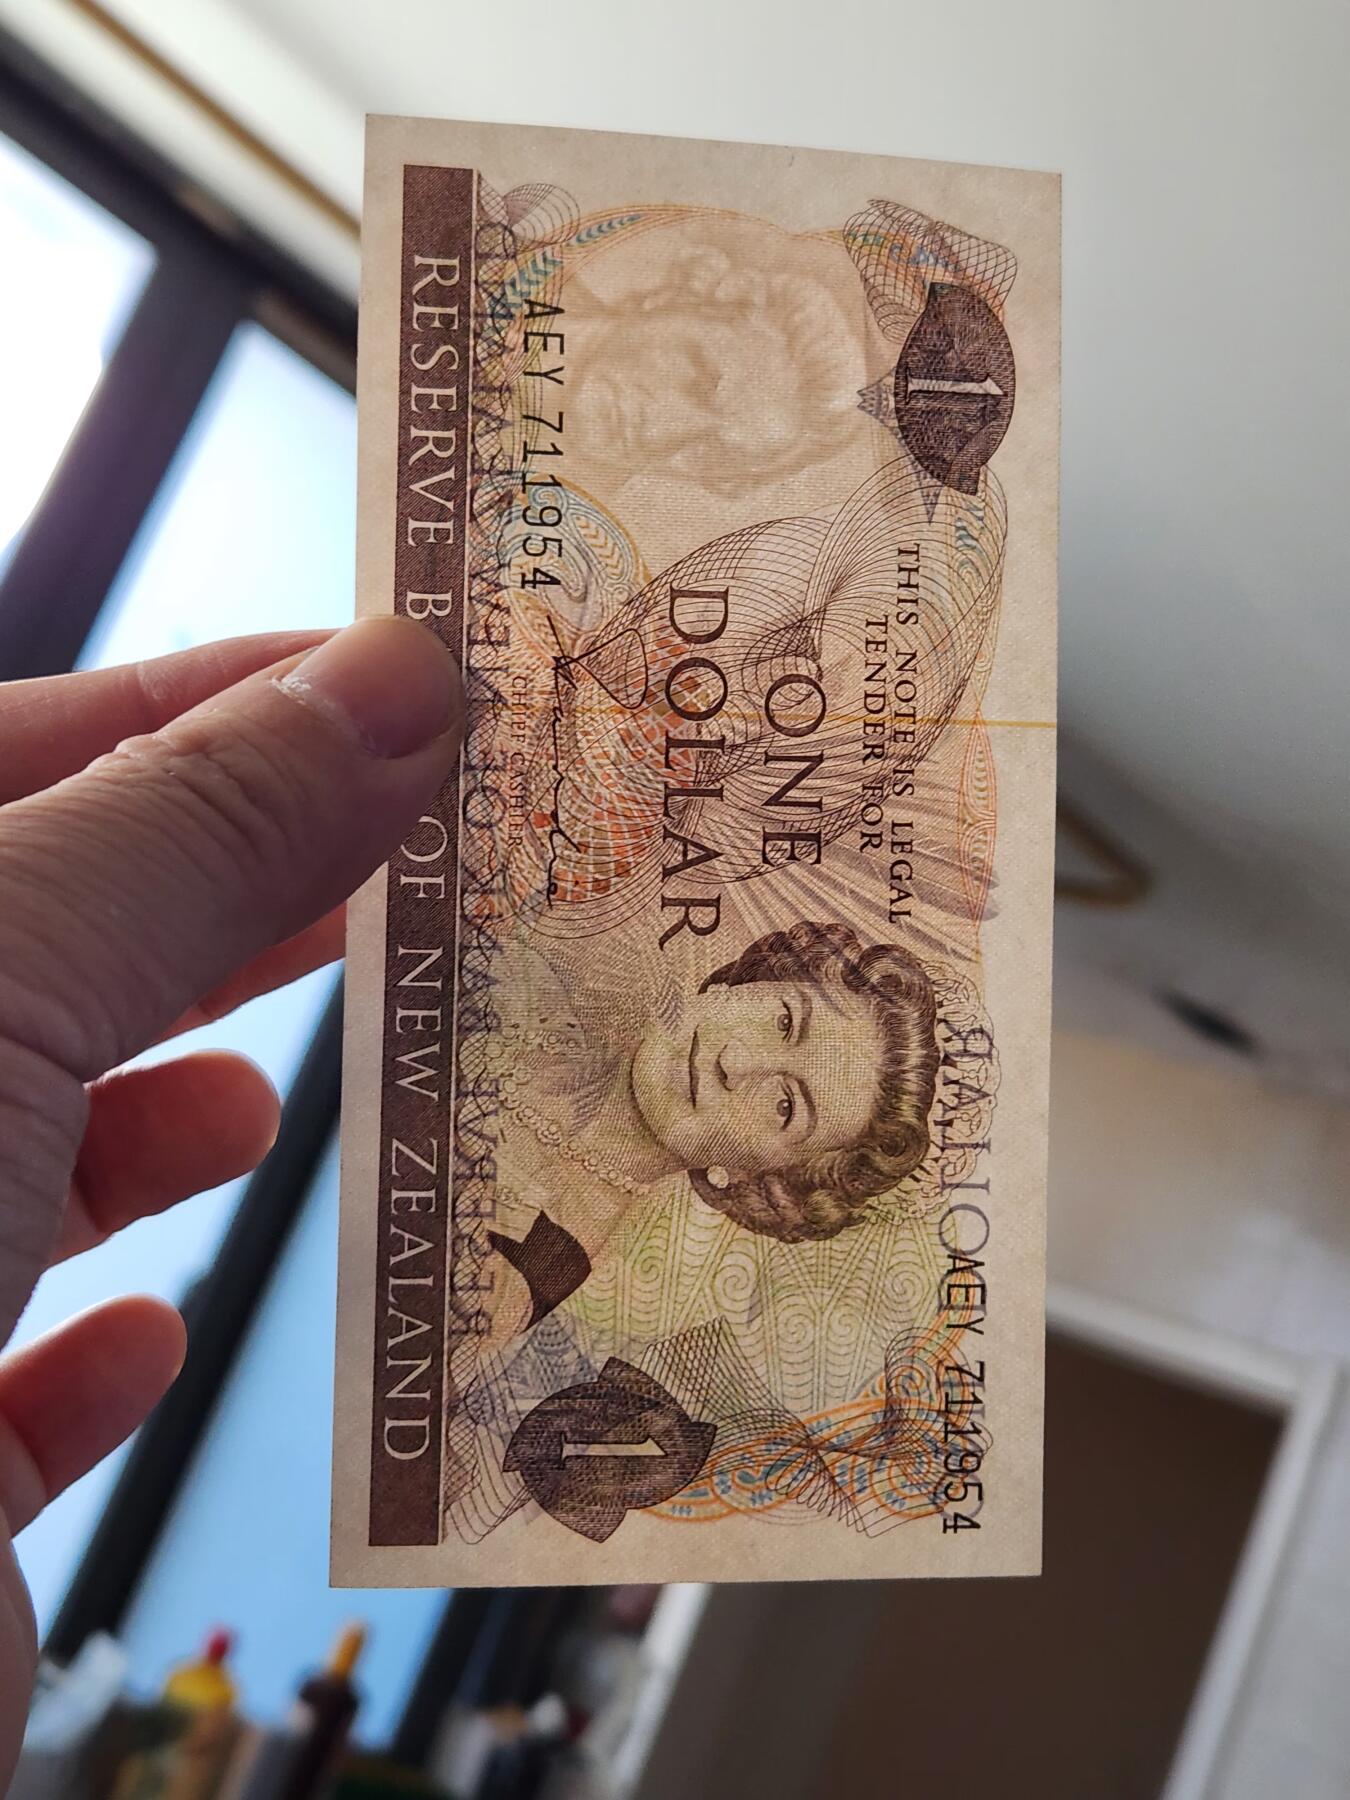 RESERVE B OF NEW ZEALAND
AEY 711954
CHIEF CASHIER
ONE
DOLLAR
THIS NOTE IS LEGAL
TENDER FOR
1
AEY 711954
1